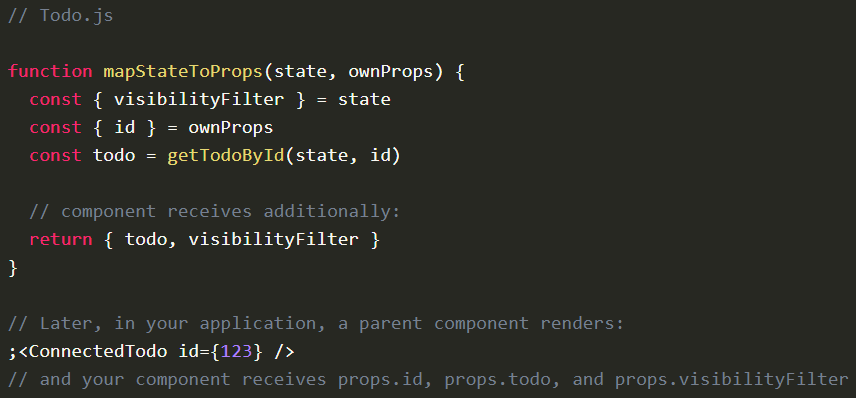 // Todo.js
function mapStateToProps(state, ownProps) {
const { visibilityFilter } = state
const { id } = ownProps
const todo = getTodoById(state, id)
// component receives additionally:
return { todo, visibilityFilter }
}
// Later, in your application, a parent component renders:
;<ConnectedTodo id={123} />
// and your component receives props.id, props.todo, and props.visibilityFilter